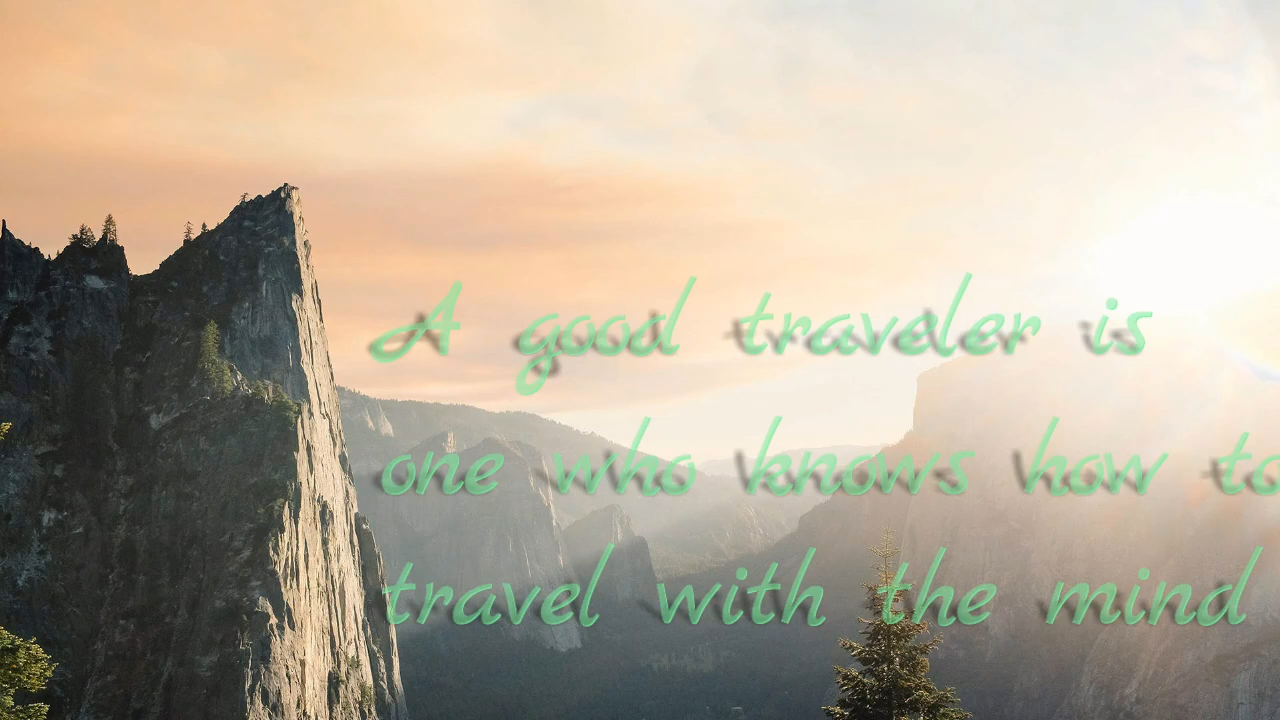 A good traveler is
one who knows how to
travel with the mind